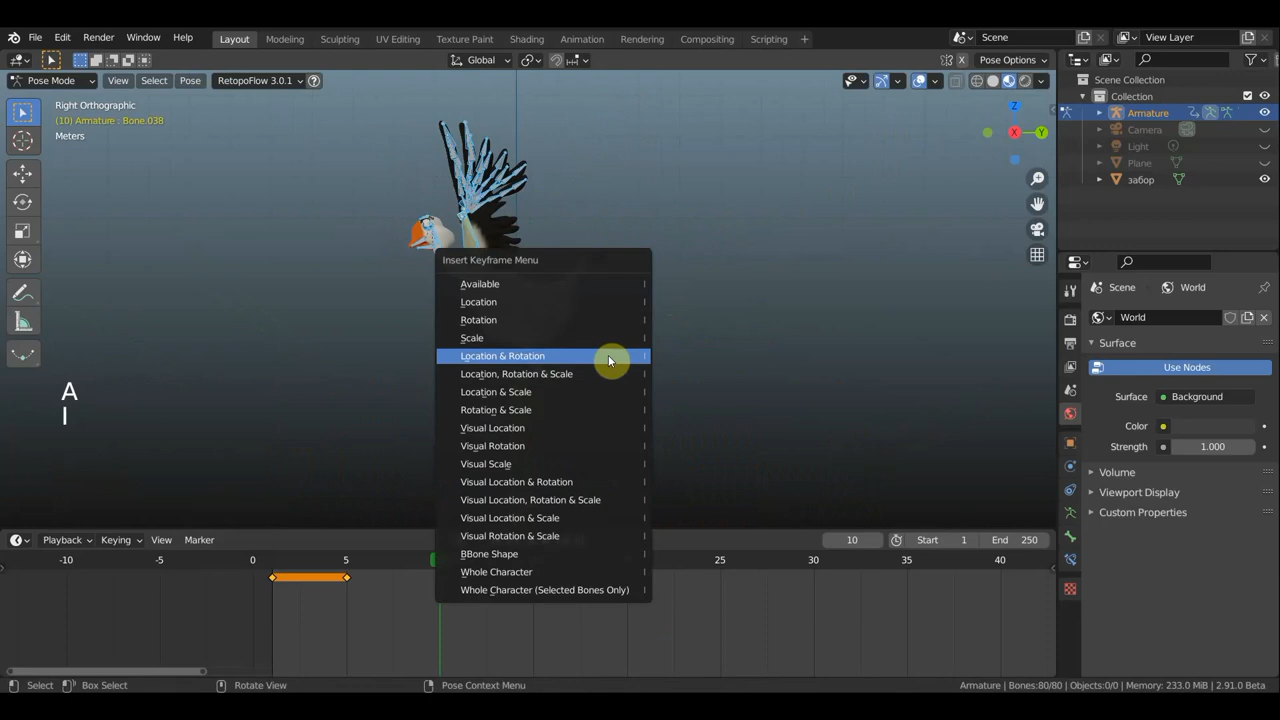 File Edit Render Window Help Layout Modeling Sculpting UV Editing Texture Paint Shading Animation Rendering Compositing Scripting + Scene View Layer
Global X Pose Options
Pose Mode View Select Pose RetopoFlow 3.0.1 ?
Right Orthographic
(10) Armature : Bone.038
Meters
Z
X
Y
Scene Collection
Collection
Armature
Camera
Light
Plane
забор
A
I
Insert Keyframe Menu
Available I
Location I
Rotation I
Scale I
Location & Rotation I
Location, Rotation & Scale I
Location & Scale I
Rotation & Scale I
Visual Location I
Visual Rotation I
Visual Scale I
Visual Location & Rotation I
Visual Location, Rotation & Scale I
Visual Location & Scale I
Visual Rotation & Scale I
BBone Shape I
Whole Character I
Whole Character (Selected Bones Only) I
Scene World
World
Surface
Use Nodes
Surface Background
Color
Strength 1.000
Volume
Viewport Display
Custom Properties
Playback Keying View Marker 10 Start 1 End 250
-10 -5 0 5 25 30 35 40
Select Box Select Rotate View Pose Context Menu Armature | Bones:80/80 | Objects:0/0 | Memory: 233.0 MiB | 2.91.0 Beta